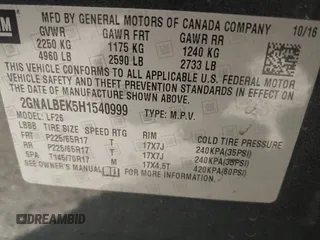 GM
MFD BY GENERAL MOTORS OF CANADA COMPANY 10/16
GVWR GAWR FRT GAWR RR
2250 KG 1175 KG 1240 KG
4960 LB 2590 LB 2733 LB
THIS VEHICLE CONFORMS TO ALL APPLICABLE U.S. FEDERAL
MOTOR VEHICLE SAFETY, BUMPER, AND
THEFT PREVENTION STANDARDS IN EFFECT ON
THE DATE OF MANUFACTURE SHOWN ABOVE.
2GNALBEK5H1540999 TYPE: M.P.V.
MODEL: LF26
LBBB TIRE SIZE SPEED RTG RIM COLD TIRE PRESSURE
FRT P225/65R17 T 17X7J 240KPA(35PSI)
RR P225/65R17 T 17X7J 240KPA(35PSI)
SPA T145/70R17 M 17X4.5T 420KPA(60PSI)
SEE OWNER'S MANUAL
DREAMBID